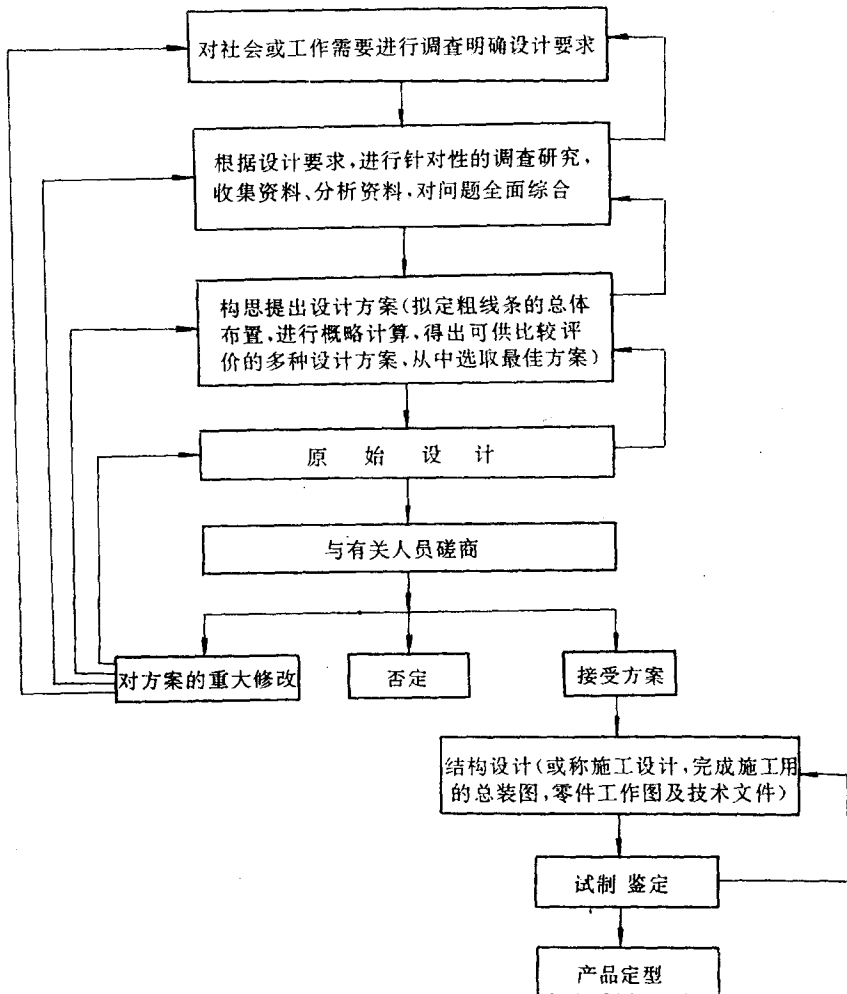 对社会或工作需要进行调查明确设计要求
根据设计要求,进行针对性的调查研究,
收集资料、分析资料,对问题全面综合
构思提出设计方案(拟定粗线条的总体
布置,进行概略计算,得出可供比较评
价的多种设计方案,从中选取最佳方案)
原始设计
与有关人员磋商
对方案的重大修改
否定
接受方案
结构设计(或称施工设计,完成施工用
的总装图,零件工作图及技术文件)
试制 鉴定
产品定型